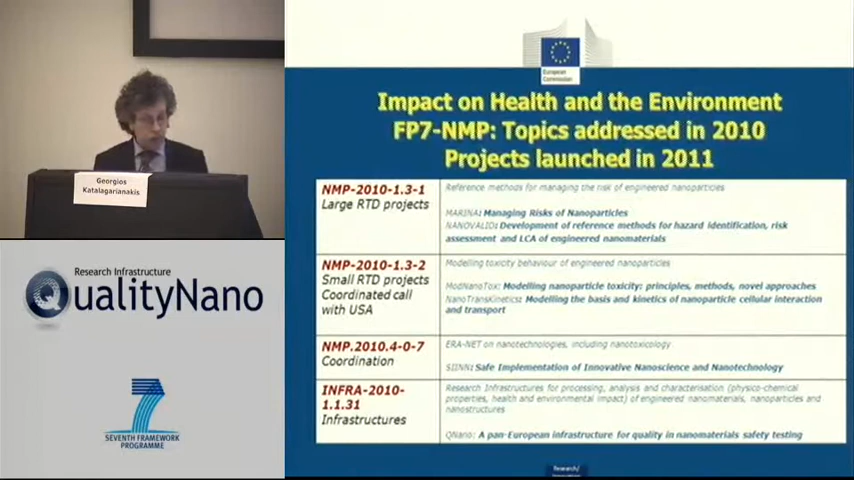 Georgios
Katalagarianakis
Research Infrastructure
QualityNano
SEVENTH FRAMEWORK
PROGRAMME
European
Commission
Impact on Health and the Environment
FP7-NMP: Topics addressed in 2010
Projects launched in 2011
NMP-2010-1.3-1
Large RTD projects
Reference methods for managing the risk of engineered nanoparticles
MARINA: Managing Risks of Nanoparticles
NANOVALID: Development of reference methods for hazard identification, risk
assessment and LCA of engineered nanomaterials
NMP-2010-1.3-2
Small RTD projects
Coordinated call
with USA
Modelling toxicity behaviour of engineered nanoparticles
ModNanoTox: Modelling nanoparticle toxicity: principles, methods, novel approaches
NanoTransKinetics: Modelling the basis and kinetics of nanoparticle cellular interaction
and transport
NMP.2010.4-0-7
Coordination
ERA-NET on nanotechnologies, including nanotoxicology
SIINN: Safe Implementation of Innovative Nanoscience and Nanotechnology
INFRA-2010-
1.1.31
Infrastructures
Research Infrastructures for processing, analysis and characterisation (physico-chemical
properties, health and environmental impact) of engineered nanomaterials, nanoparticles and
nanostructures
QNano: A pan-European infrastructure for quality in nanomaterials safety testing
Research/